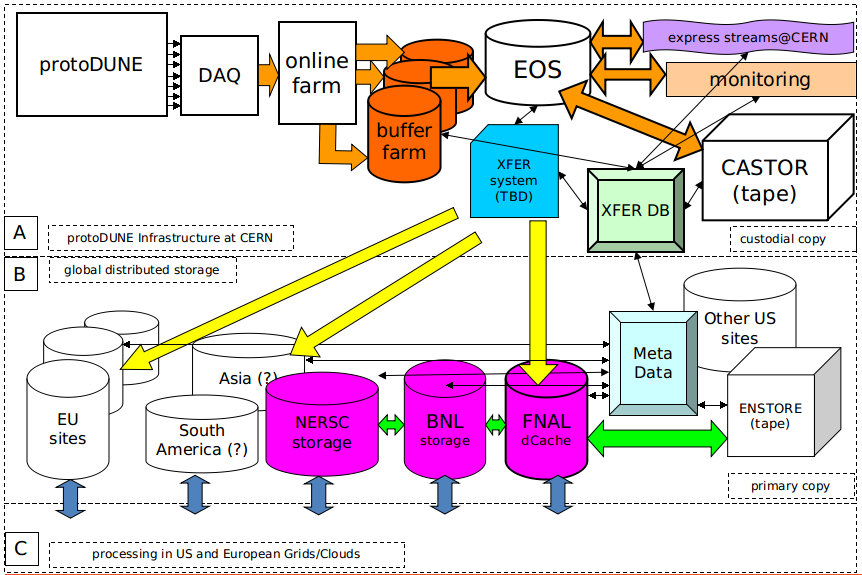 protoDUNE
DAQ
online
farm
buffer
farm
EOS
express streams@CERN
monitoring
XFER
system
(TBD)
XFER DB
CASTOR
(tape)
A
protoDUNE Infrastructure at CERN
custodial copy
B
global distributed storage
Other US
sites
Meta
Data
Asia (?)
EU
sites
South
America (?)
NERSC
storage
BNL
storage
FNAL
dCache
ENSTORE
(tape)
primary copy
C
processing in US and European Grids/Clouds